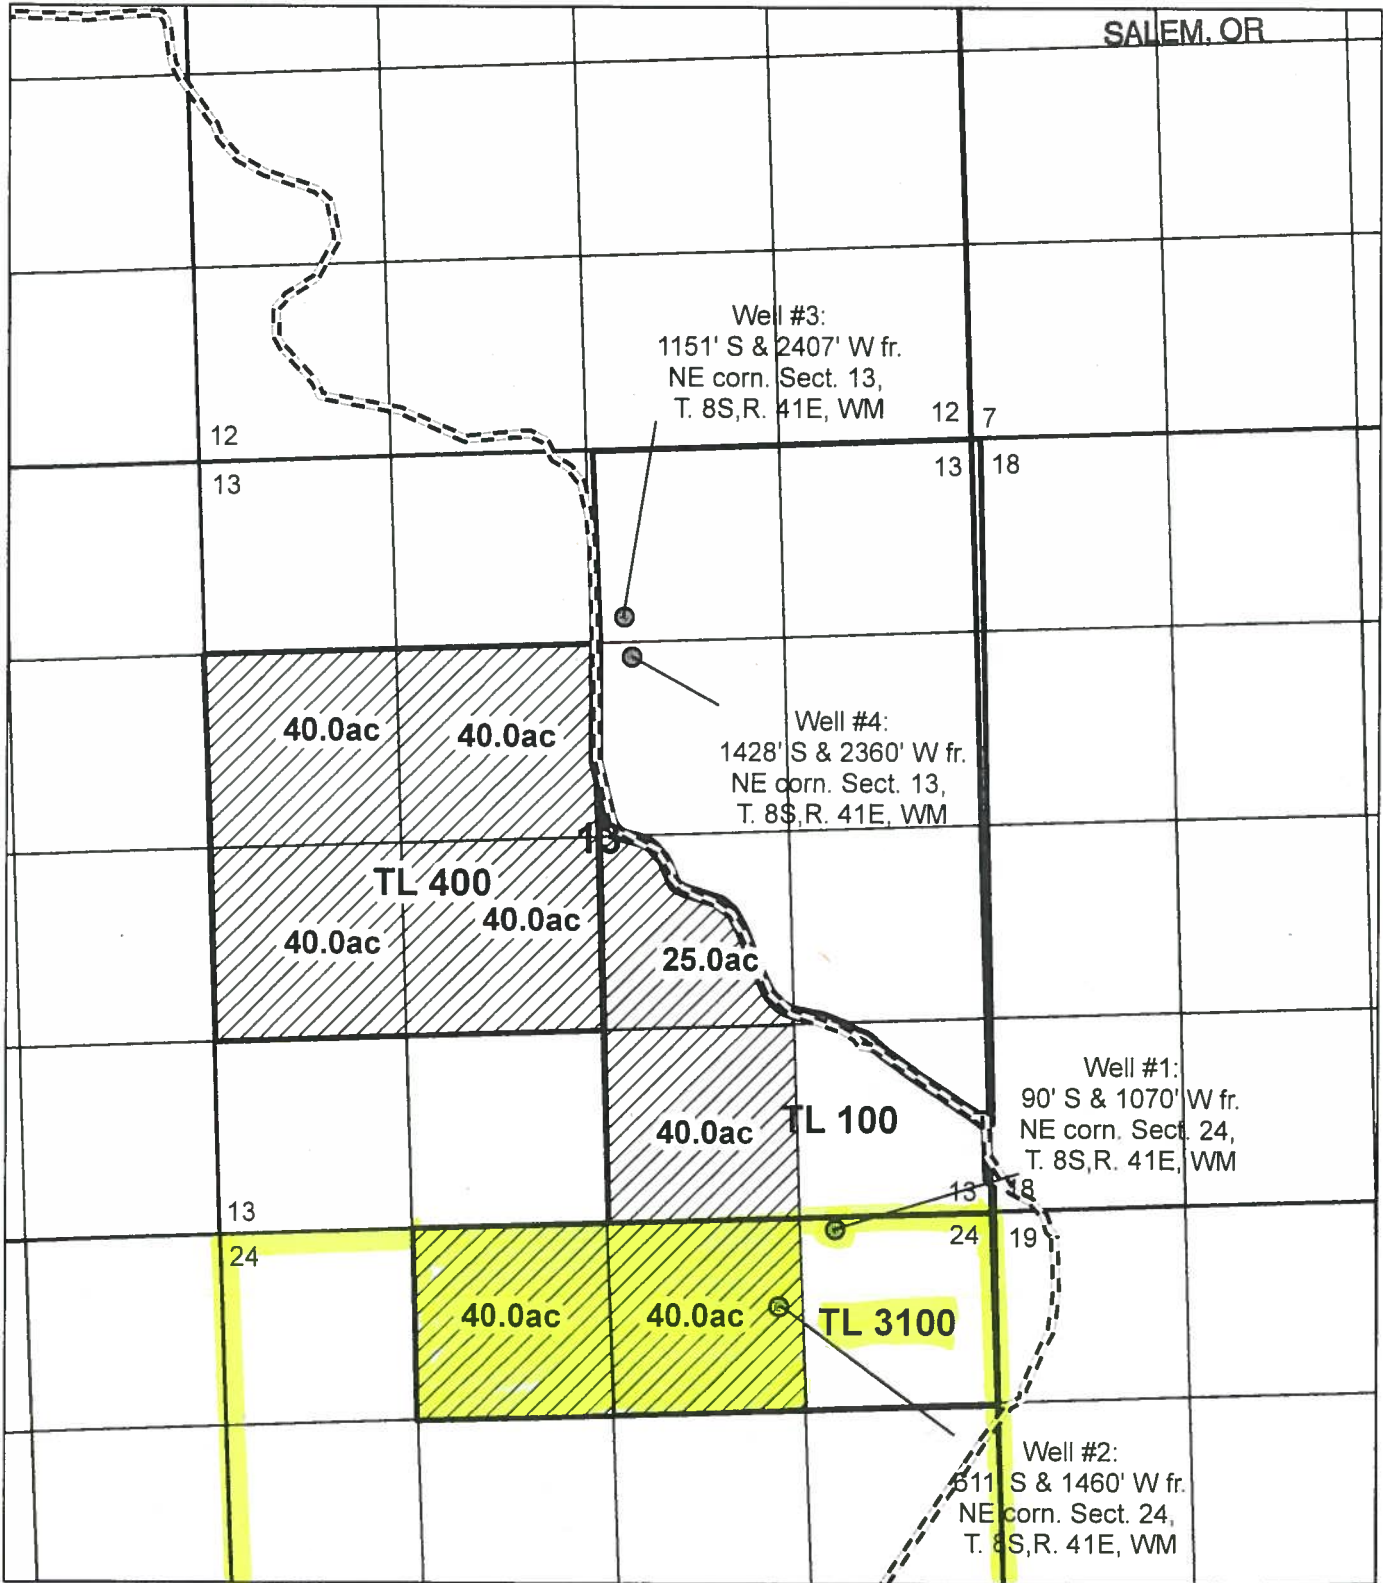 SALEM, OR
Well #3:
1151' S & 2407' W fr.
NE corn. Sect. 13,
T. 8S,R. 41E, WM
12 7
12
13 18
13
40.0ac 40.0ac
Well #4:
1428' S & 2360' W fr.
NE corn. Sect. 13,
T. 8S,R. 41E, WM
13
TL 400
40.0ac
40.0ac
25.0ac
Well #1:
90' S & 1070' W fr.
NE corn. Sect. 24,
T. 8S,R. 41E, WM
40.0ac TL 100
13 18
13
24 19
24
40.0ac 40.0ac TL 3100
Well #2:
611' S & 1460' W fr.
NE corn. Sect. 24,
T. 8S,R. 41E, WM